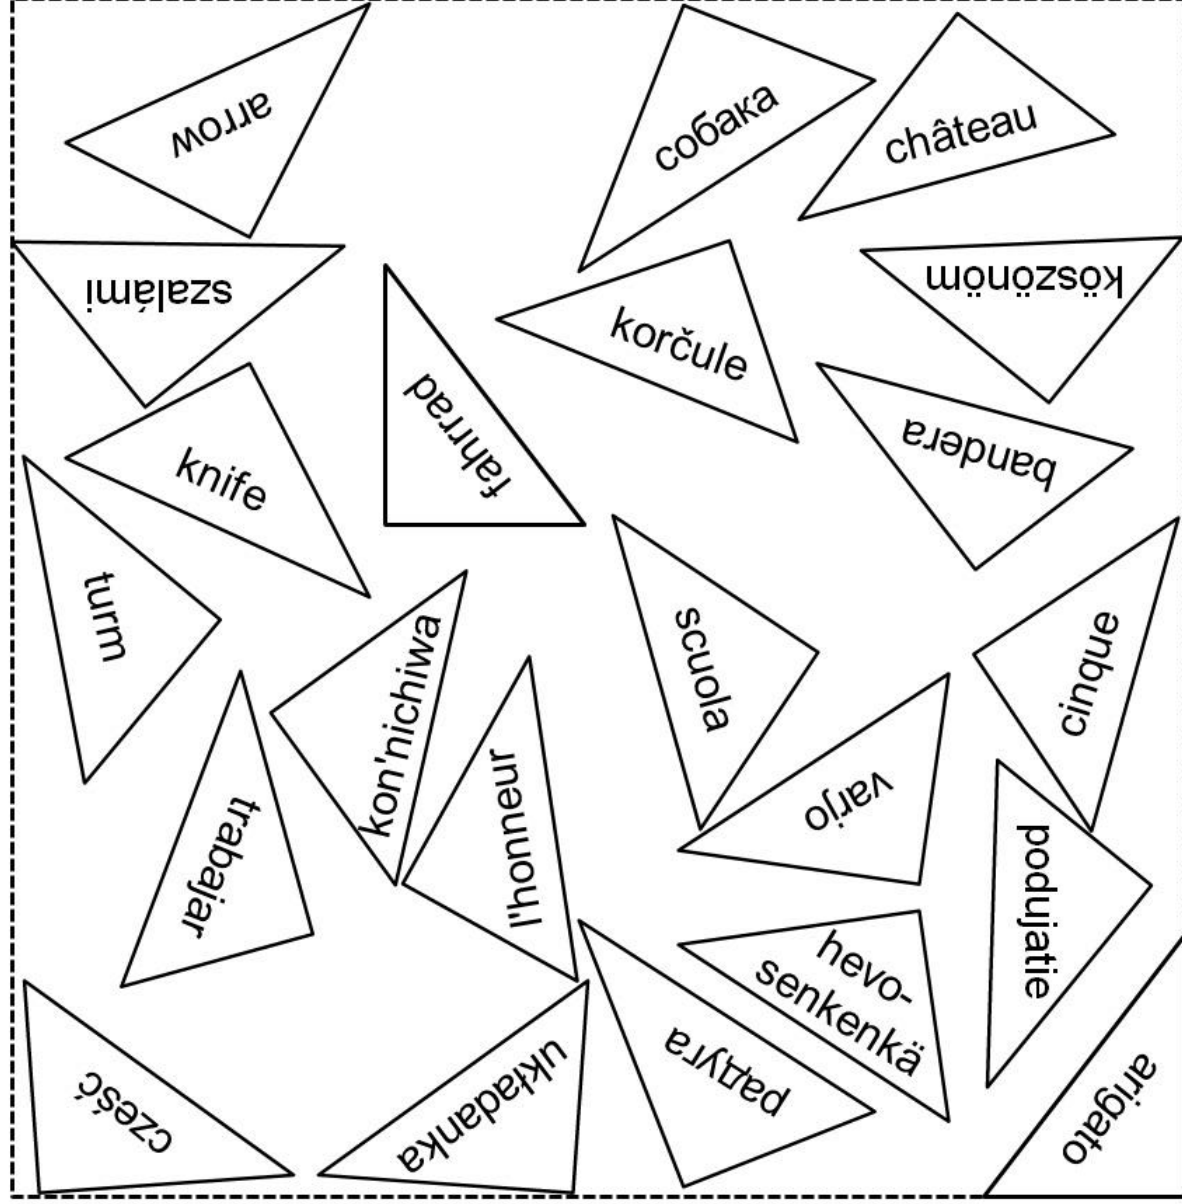 arrow
собака
château
szalámi
köszönöm
korčule
fahrrad
bandera
knife
turm
scuola
cinque
kon'nichiwa
l'honneur
varjo
trabajar
podujatie
hevo-
senkenkä
радуга
arigato
cześć
układanka